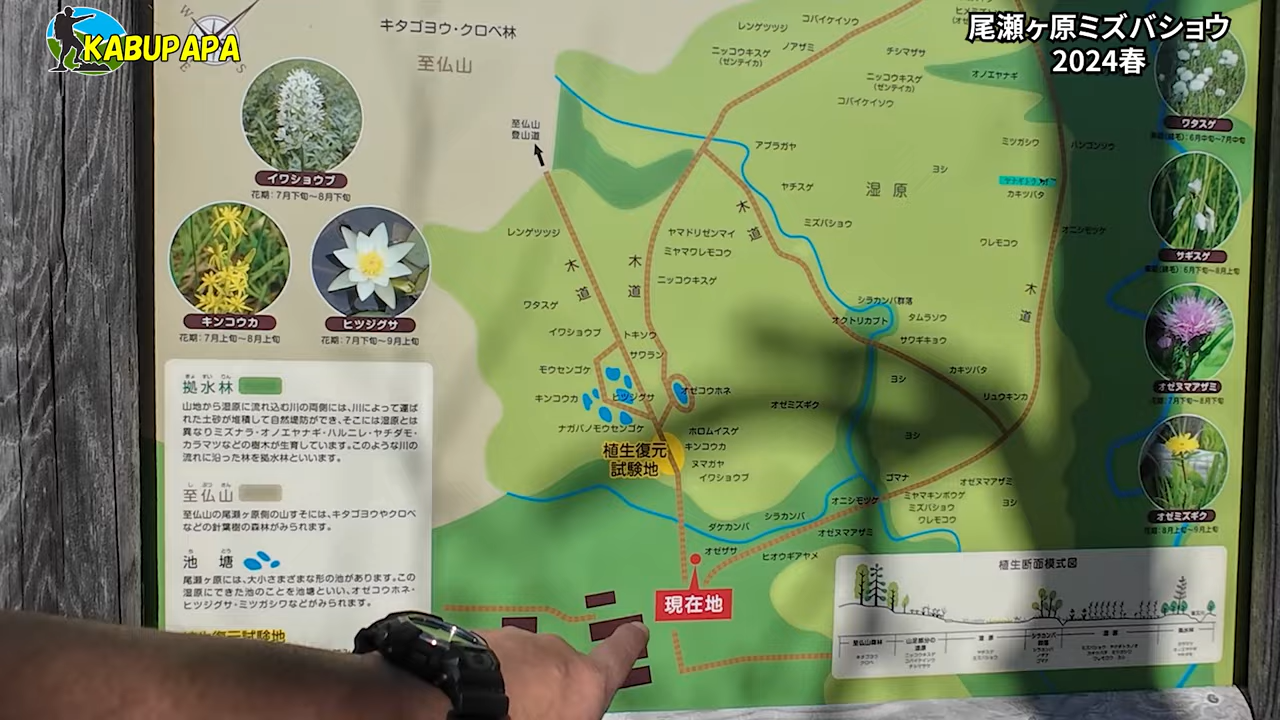 KABUPAPA
尾瀬ヶ原ミズバショウ
2024春
キタゴヨウ・クロベ林
至仏山
至仏山
登山道
イワショウブ
花期:7月下旬~8月下旬
キンコウカ
花期:7月上旬~8月上旬
ヒツジグサ
花期:7月下旬~9月上旬
ワタスゲ
サギスゲ
オゼヌマアザミ
オゼミズギク
コバイケイソウ
レンゲツツジ
ノアザミ
ニッコウキスゲ
(ゼンテイカ)
チシマザサ
ニッコウキスゲ
(ゼンテイカ)
コバイケイソウ
オノエヤナギ
アブラガヤ
ミツガシワ
ハンゴンソウ
ヨシ
カキツバタ
ヤチスゲ
湿原
ミズバショウ
木道
レンゲツツジ
ヤマドリゼンマイ
ミヤマワレモコウ
ワレモコウ
オニシモツケ
木道
木道
ニッコウキスゲ
木道
ワタスゲ
シラカンバ群落
オクトリカブト
タムラソウ
イワショウブ
トキソウ
サワギキョウ
サワラン
モウセンゴケ
カキツバタ
ヨシ
キンコウカ
ヒツジグサ
オゼコウホネ
オゼミズギク
リュウキンカ
ナガバノモウセンゴケ
ホロムイスゲ
ヨシ
植生復元
試験地
キンコウカ
ヌマガヤ
イワショウブ
ゴマナ
オゼヌマアザミ
オニシモツケ
ミヤマキンポウゲ
ミズバショウ
ワレモコウ
ヨシ
シラカンバ
ダケカンバ
オゼヌマアザミ
オゼザサ
ヒオウギアヤメ
現在地
拠水林
山地から湿原に流れ込む川の両側には、川によって運ば
れた土砂が堆積して自然堤防ができ、そこには湿原とは
異なりミズナラ・オノエヤナギ・ハルニレ・ヤチダモ・
カラマツなどの樹木が生育しています。このような川の
流れに沿った林を拠水林といいます。
至仏山
至仏山の尾瀬ヶ原側の山すそには、キタゴヨウやクロベ
などの針葉樹の森林がみられます。
池塘
尾瀬ヶ原には、大小さまざまな形の池があります。この
湿原にできた池のことを池塘といい、オゼコウホネ・
ヒツジグサ・ミツガシワなどがみられます。
植生復元試験地
植生断面模式図